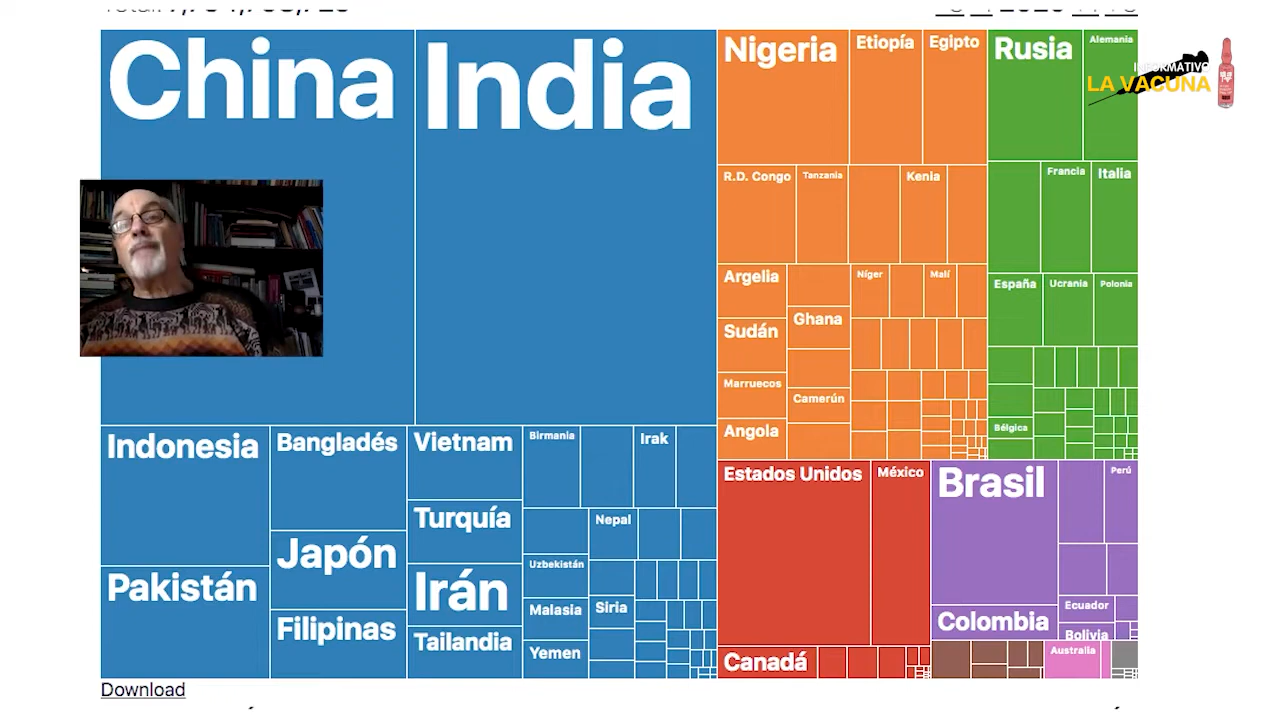 China
India
Nigeria
Etiopía
Egipto
Rusia
Alemania
INFORMATIVO
LA VACUNA
R.D. Congo
Tanzania
Kenia
Francia
Italia
Argelia
Níger
Malí
España
Ucrania
Polonia
Ghana
Sudán
Marruecos
Camerún
Angola
Bélgica
Indonesia
Bangladés
Vietnam
Birmania
Irak
Estados Unidos
México
Brasil
Perú
Turquía
Nepal
Japón
Uzbekistán
Pakistán
Irán
Malasia
Siria
Ecuador
Colombia
Bolivia
Filipinas
Tailandia
Yemen
Canadá
Australia
Download